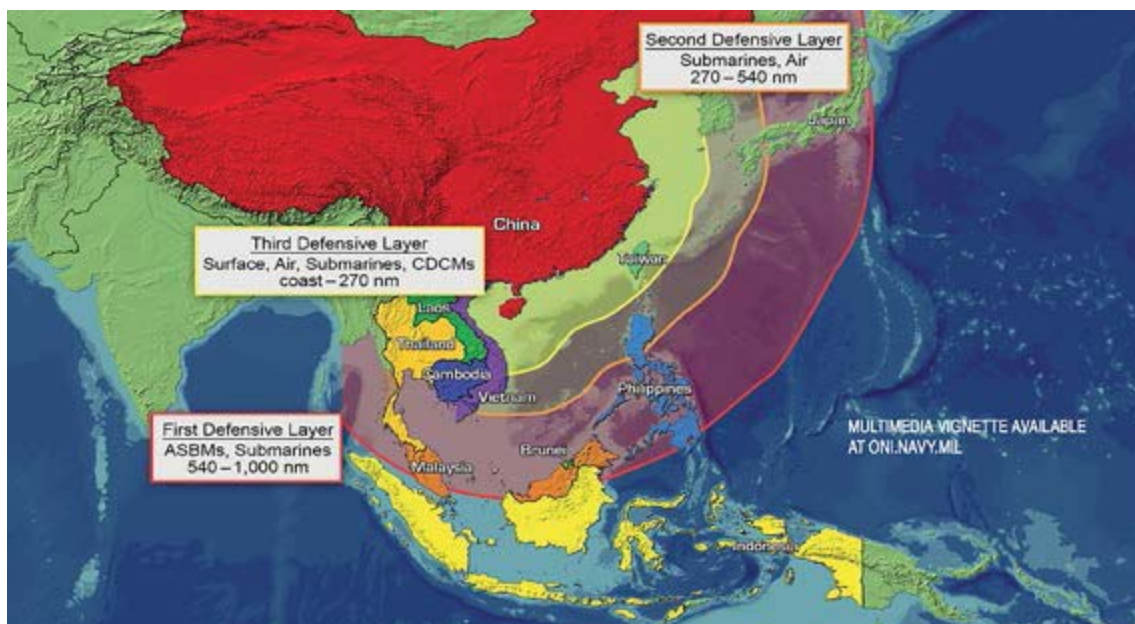 Second Defensive Layer
Submarines, Air
270 – 540 nm
Japan
China
Third Defensive Layer
Surface, Air, Submarines, CDCMs
coast – 270 nm
Taiwan
Laos
Thailand
Cambodia
Vietnam
Philippines
First Defensive Layer
ASBMs, Submarines
540 – 1,000 nm
MULTIMEDIA VIGNETTE AVAILABLE
AT ONI.NAVY.MIL
Brunei
Malaysia
Indonesia